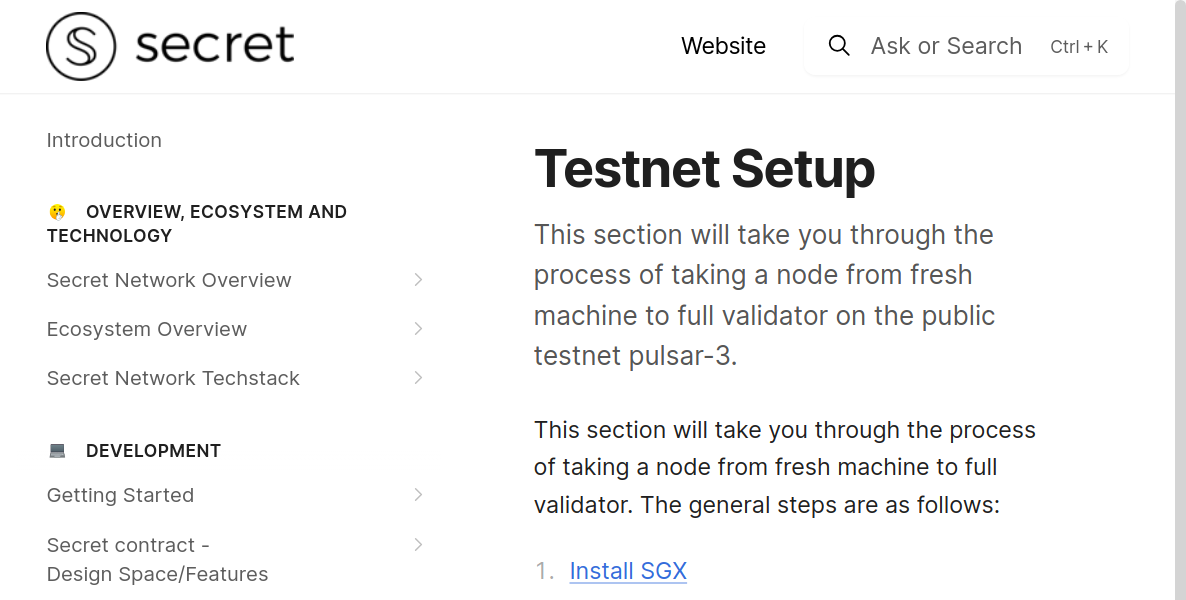 secret
Website
Ask or Search
Ctrl + K
Introduction
OVERVIEW, ECOSYSTEM AND
TECHNOLOGY
Secret Network Overview
Ecosystem Overview
Secret Network Techstack
DEVELOPMENT
Getting Started
Secret contract -
Design Space/Features
Testnet Setup
This section will take you through the
process of taking a node from fresh
machine to full validator on the public
testnet pulsar-3.
This section will take you through the process
of taking a node from fresh machine to full
validator. The general steps are as follows:
1. Install SGX